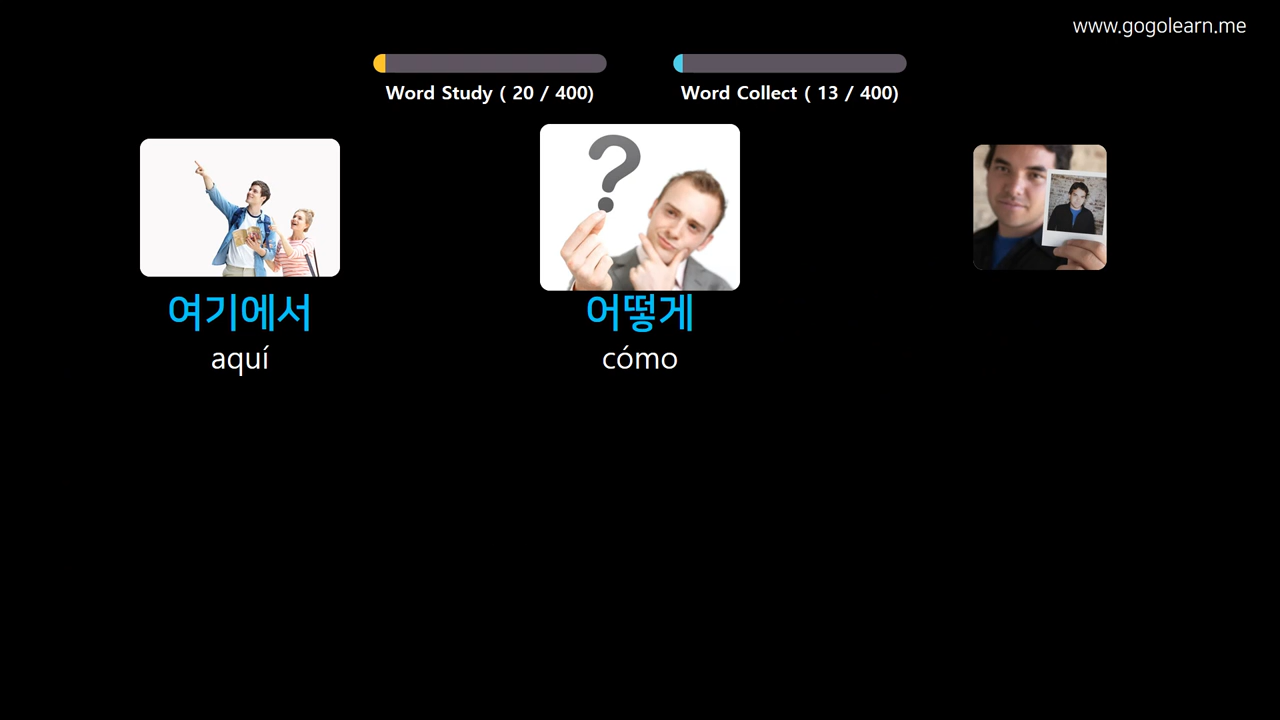 www.gogolearn.me
Word Study ( 20 / 400)
Word Collect ( 13 / 400)
여기에서
aquí
어떻게
cómo